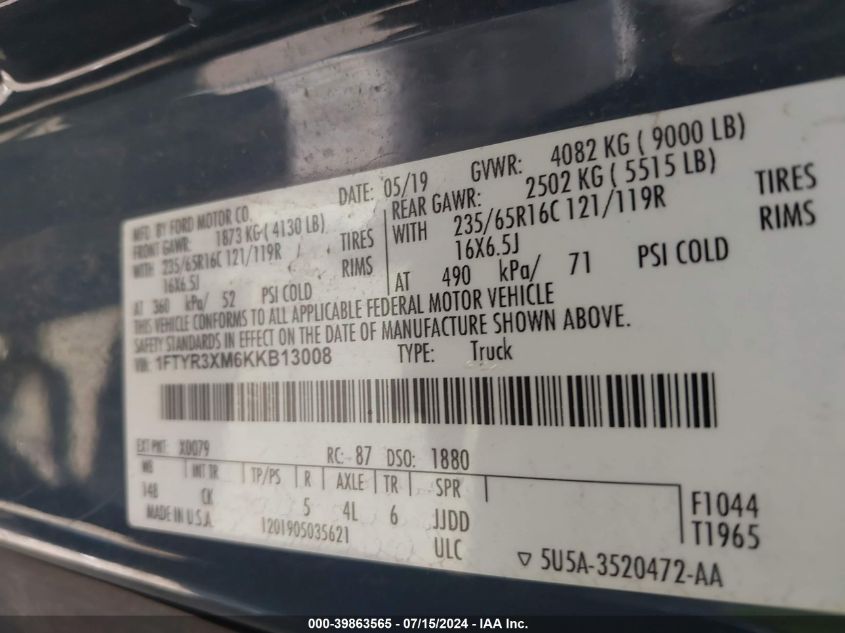 MFD. BY FORD MOTOR CO. DATE: 05/19 GVWR: 4082 KG ( 9000 LB)
FRONT GAWR: 1873 KG ( 4130 LB) REAR GAWR: 2502 KG ( 5515 LB)
WITH 235/65R16C 121/119R TIRES WITH 235/65R16C 121/119R TIRES
16X6.5J RIMS 16X6.5J RIMS
AT 360 kPa/ 52 PSI COLD AT 490 kPa/ 71 PSI COLD
THIS VEHICLE CONFORMS TO ALL APPLICABLE FEDERAL MOTOR VEHICLE
SAFETY STANDARDS IN EFFECT ON THE DATE OF MANUFACTURE SHOWN ABOVE.
VIN: 1FTYR3XM6KKB13008 TYPE: Truck
EXT PNT: X0079 RC: 87 DSO: 1880
WB INT TR TP/PS R AXLE TR SPR
148 CK 5 4L 6 JJDD F1044
MADE IN U.S.A. 1201905035621 ULC T1965
5U5A-3520472-AA
000-39863565 - 07/15/2024 - IAA Inc.